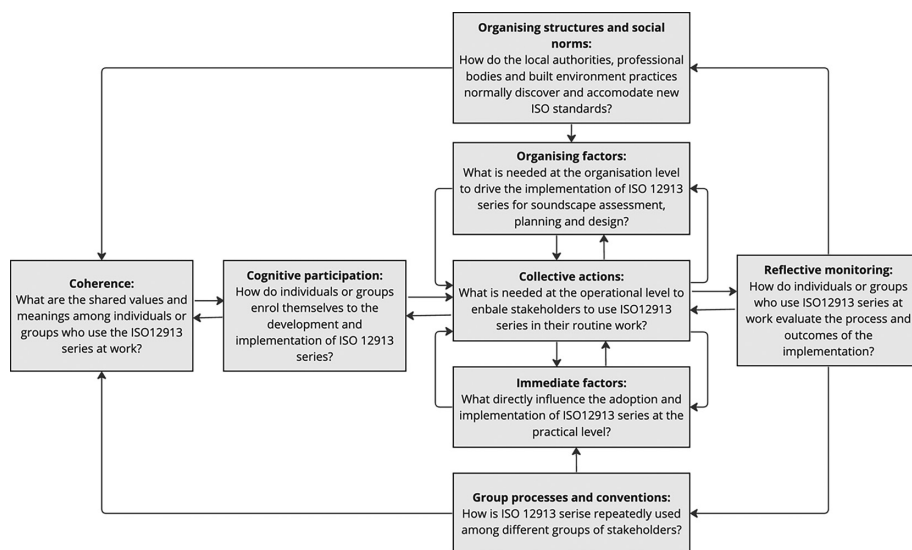 Organising structures and social
norms:
How do the local authorities, professional
bodies and built environment practices
normally discover and accomodate new
ISO standards?
Organising factors:
What is needed at the organisation level
to drive the implementation of ISO 12913
series for soundscape assessment,
planning and design?
Coherence:
What are the shared values and
meanings among individuals or
groups who use the ISO12913
series at work?
Cognitive participation:
How do individuals or groups
enrol themselves to the
development and
implementation of ISO 12913
series?
Collective actions:
What is needed at the operational level to
enbale stakeholders to use ISO12913
series in their routine work?
Reflective monitoring:
How do individuals or groups
who use ISO12913 series at
work evaluate the process and
outcomes of the
implementation?
Immediate factors:
What directly influence the adoption and
implementation of ISO12913 series at the
practical level?
Group processes and conventions:
How is ISO 12913 serise repeatedly used
among different groups of stakeholders?